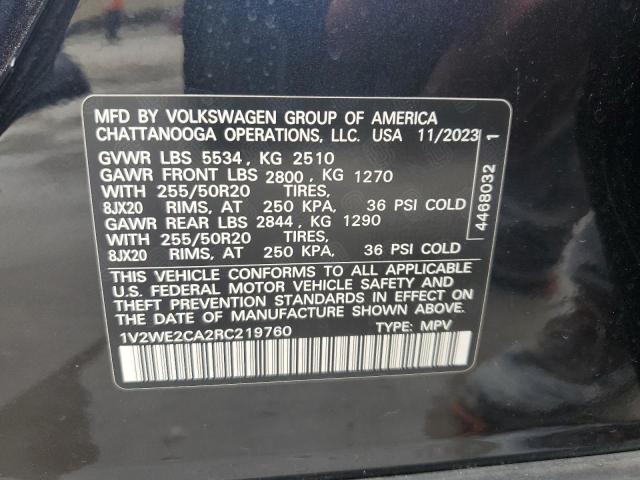 MFD BY VOLKSWAGEN GROUP OF AMERICA
CHATTANOOGA OPERATIONS, LLC. USA 11/2023
GVWR LBS 5534, KG 2510
GAWR FRONT LBS 2800, KG 1270
WITH 255/50R20 TIRES,
8JX20 RIMS, AT 250 KPA, 36 PSI COLD
GAWR REAR LBS 2844, KG 1290
WITH 255/50R20 TIRES,
8JX20 RIMS, AT 250 KPA, 36 PSI COLD
THIS VEHICLE CONFORMS TO ALL APPLICABLE
U.S. FEDERAL MOTOR VEHICLE SAFETY AND
THEFT PREVENTION STANDARDS IN EFFECT ON
THE DATE OF MANUFACTURE SHOWN ABOVE.
1V2WE2CA2RC219760 TYPE: MPV
4468032 1